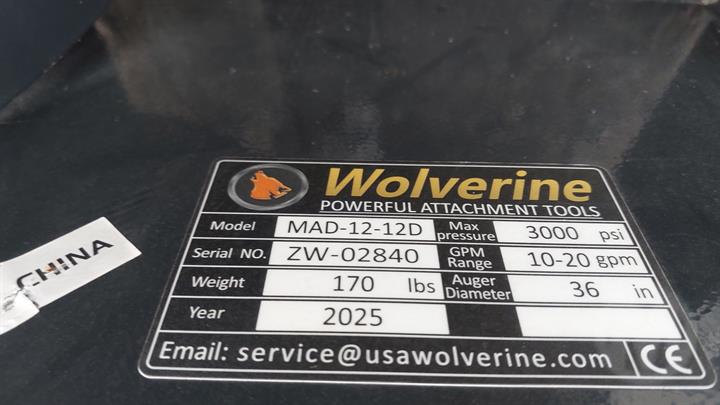 Wolverine
POWERFUL ATTACHMENT TOOLS
Model MAD-12-12D Max pressure 3000 psi
Serial NO. ZW-02840 GPM Range 10-20 gpm
Weight 170 lbs Auger Diameter 36 in
Year 2025
Email: service@usawolverine.com CE
CHINA